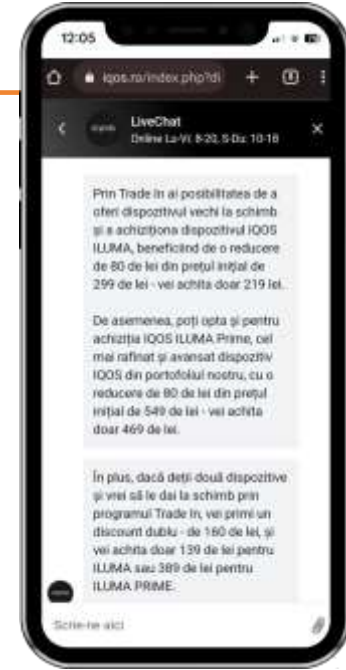 12:05
iqos.ro/index.php?di
LiveChat
Online Lu-Vi: 8-20, S-Du: 10-18
Prin Trade In ai posibilitatea de a
oferi dispozitivul vechi la schimb
și a achiziționa dispozitivul IQOS
ILUMA, beneficiind de o reducere
de 80 de lei din prețul inițial de
299 de lei - vei achita doar 219 lei.
De asemenea, poți opta și pentru
achiziția IQOS ILUMA Prime, cel
mai rafinat și avansat dispozitiv
IQOS din portofoliul nostru, cu o
reducere de 80 de lei din prețul
inițial de 549 de lei - vei achita
doar 469 de lei.
În plus, dacă deții două dispozitive
și vrei să le dai la schimb prin
programul Trade In, vei primi un
discount dublu - de 160 de lei, și
vei achita doar 139 de lei pentru
ILUMA sau 389 de lei pentru
ILUMA PRIME.
Scrie-ne aici